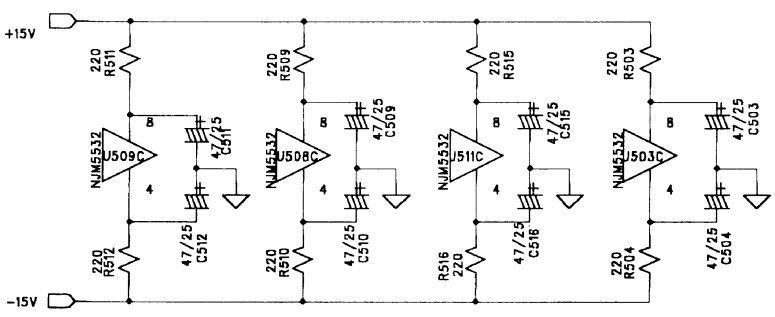 +15V
220
R511
220
R509
220
R515
220
R503
8
47/25
C511
NJM5532
U509C
4
47/25
C512
220
R512
8
47/25
C509
NJM5532
U508C
4
47/25
C510
220
R510
8
47/25
C515
NJM5532
U511C
4
47/25
C516
R516
220
8
47/25
C503
NJM5532
U503C
4
47/25
C504
220
R504
-15V